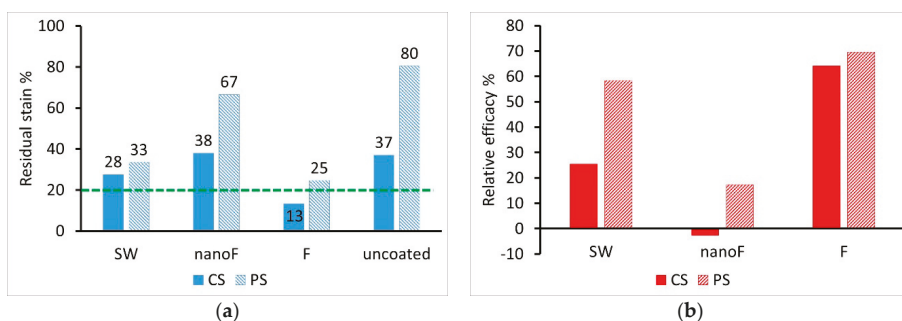 Residual stain %
100
80
60
40
20
0
28
33
38
67
13
25
37
80
SW
nanoF
F
uncoated
CS
PS
(a)
Relative efficacy %
80
70
60
50
40
30
20
10
0
-10
SW
nanoF
F
CS
PS
(b)